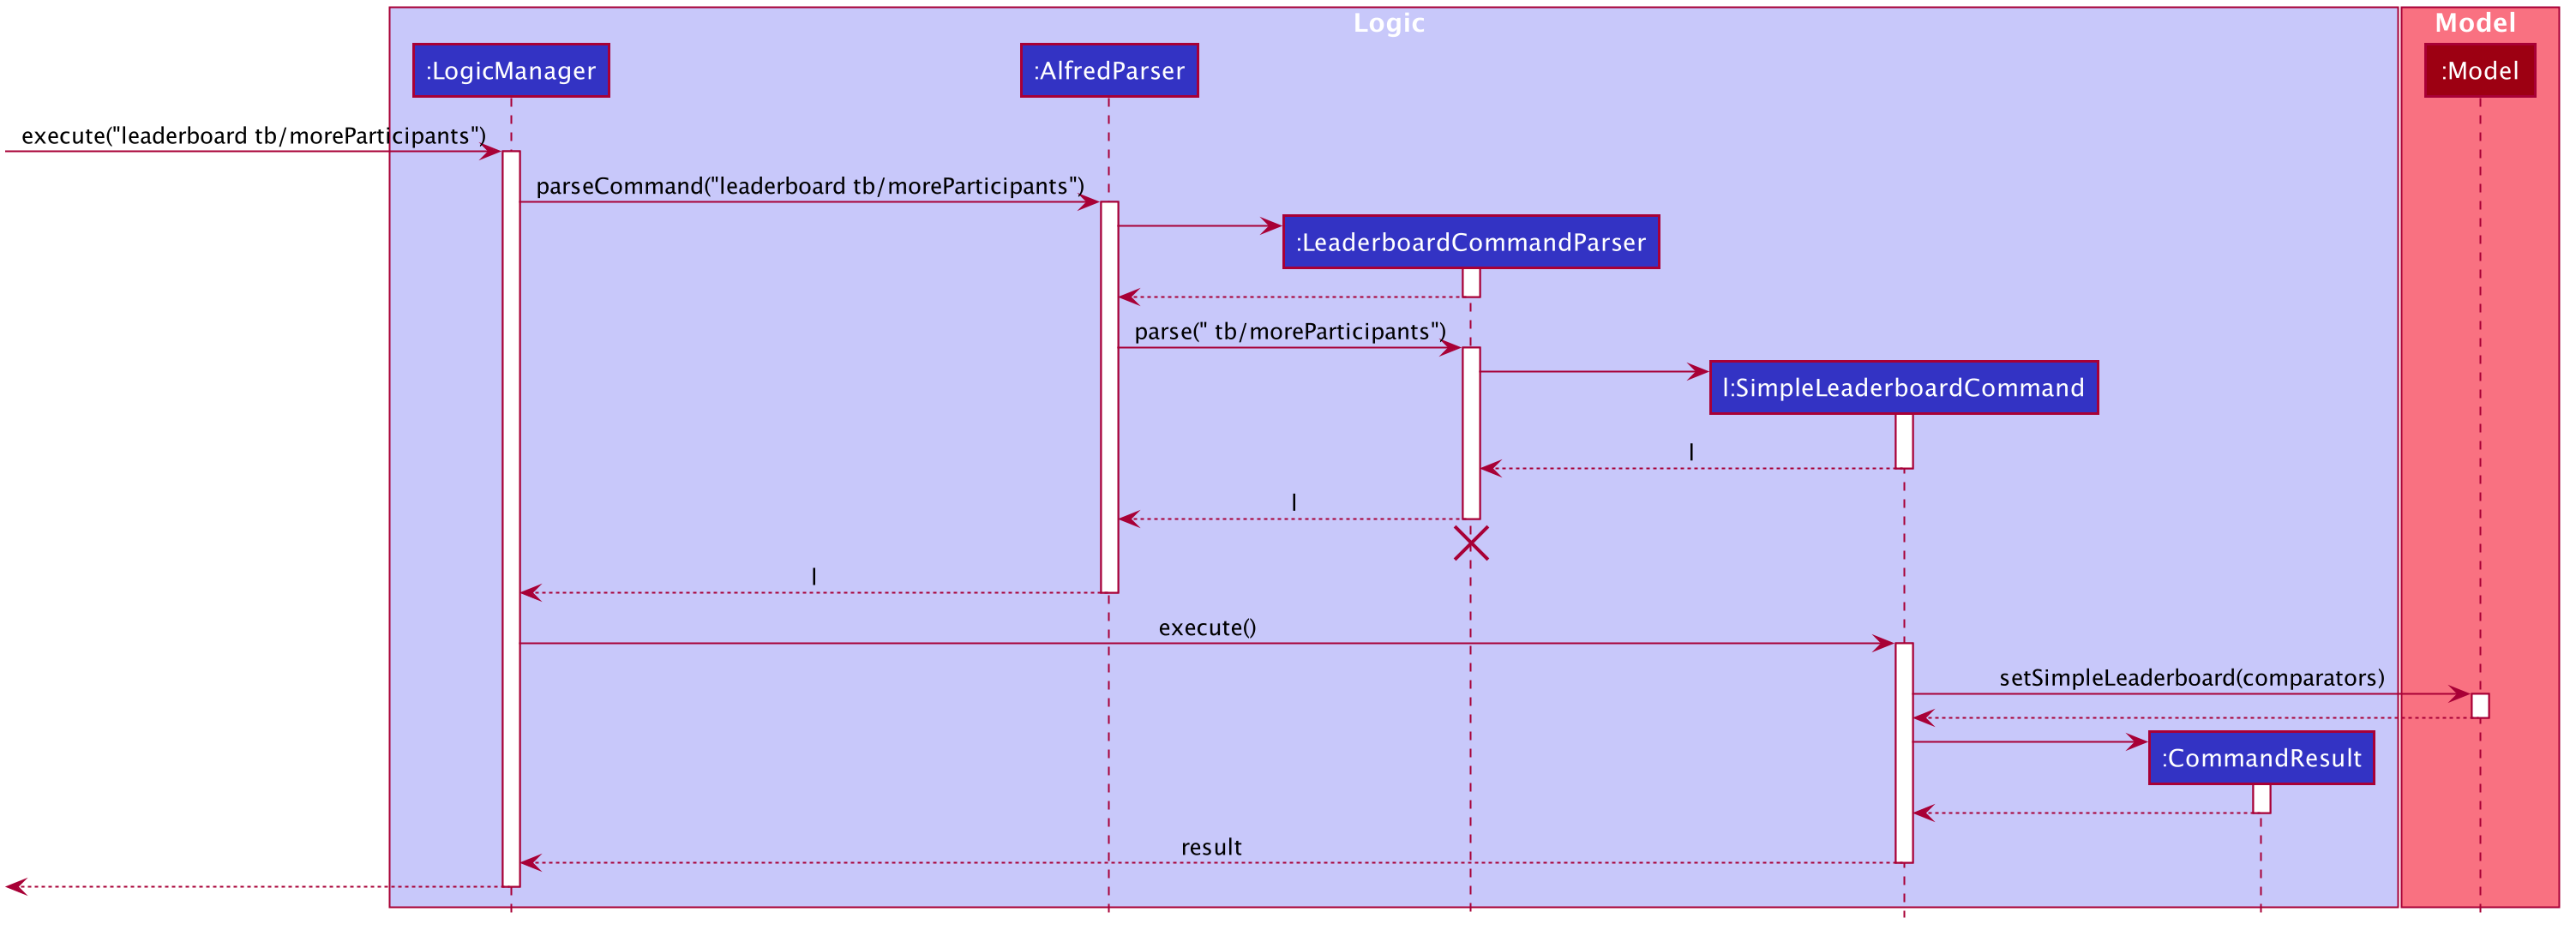 Logic
Model
:LogicManager
:AlfredParser
:Model
execute("leaderboard tb/moreParticipants")
parseCommand("leaderboard tb/moreParticipants")
:LeaderboardCommandParser
parse(" tb/moreParticipants")
l:SimpleLeaderboardCommand
l
l
l
execute()
setSimpleLeaderboard(comparators)
:CommandResult
result